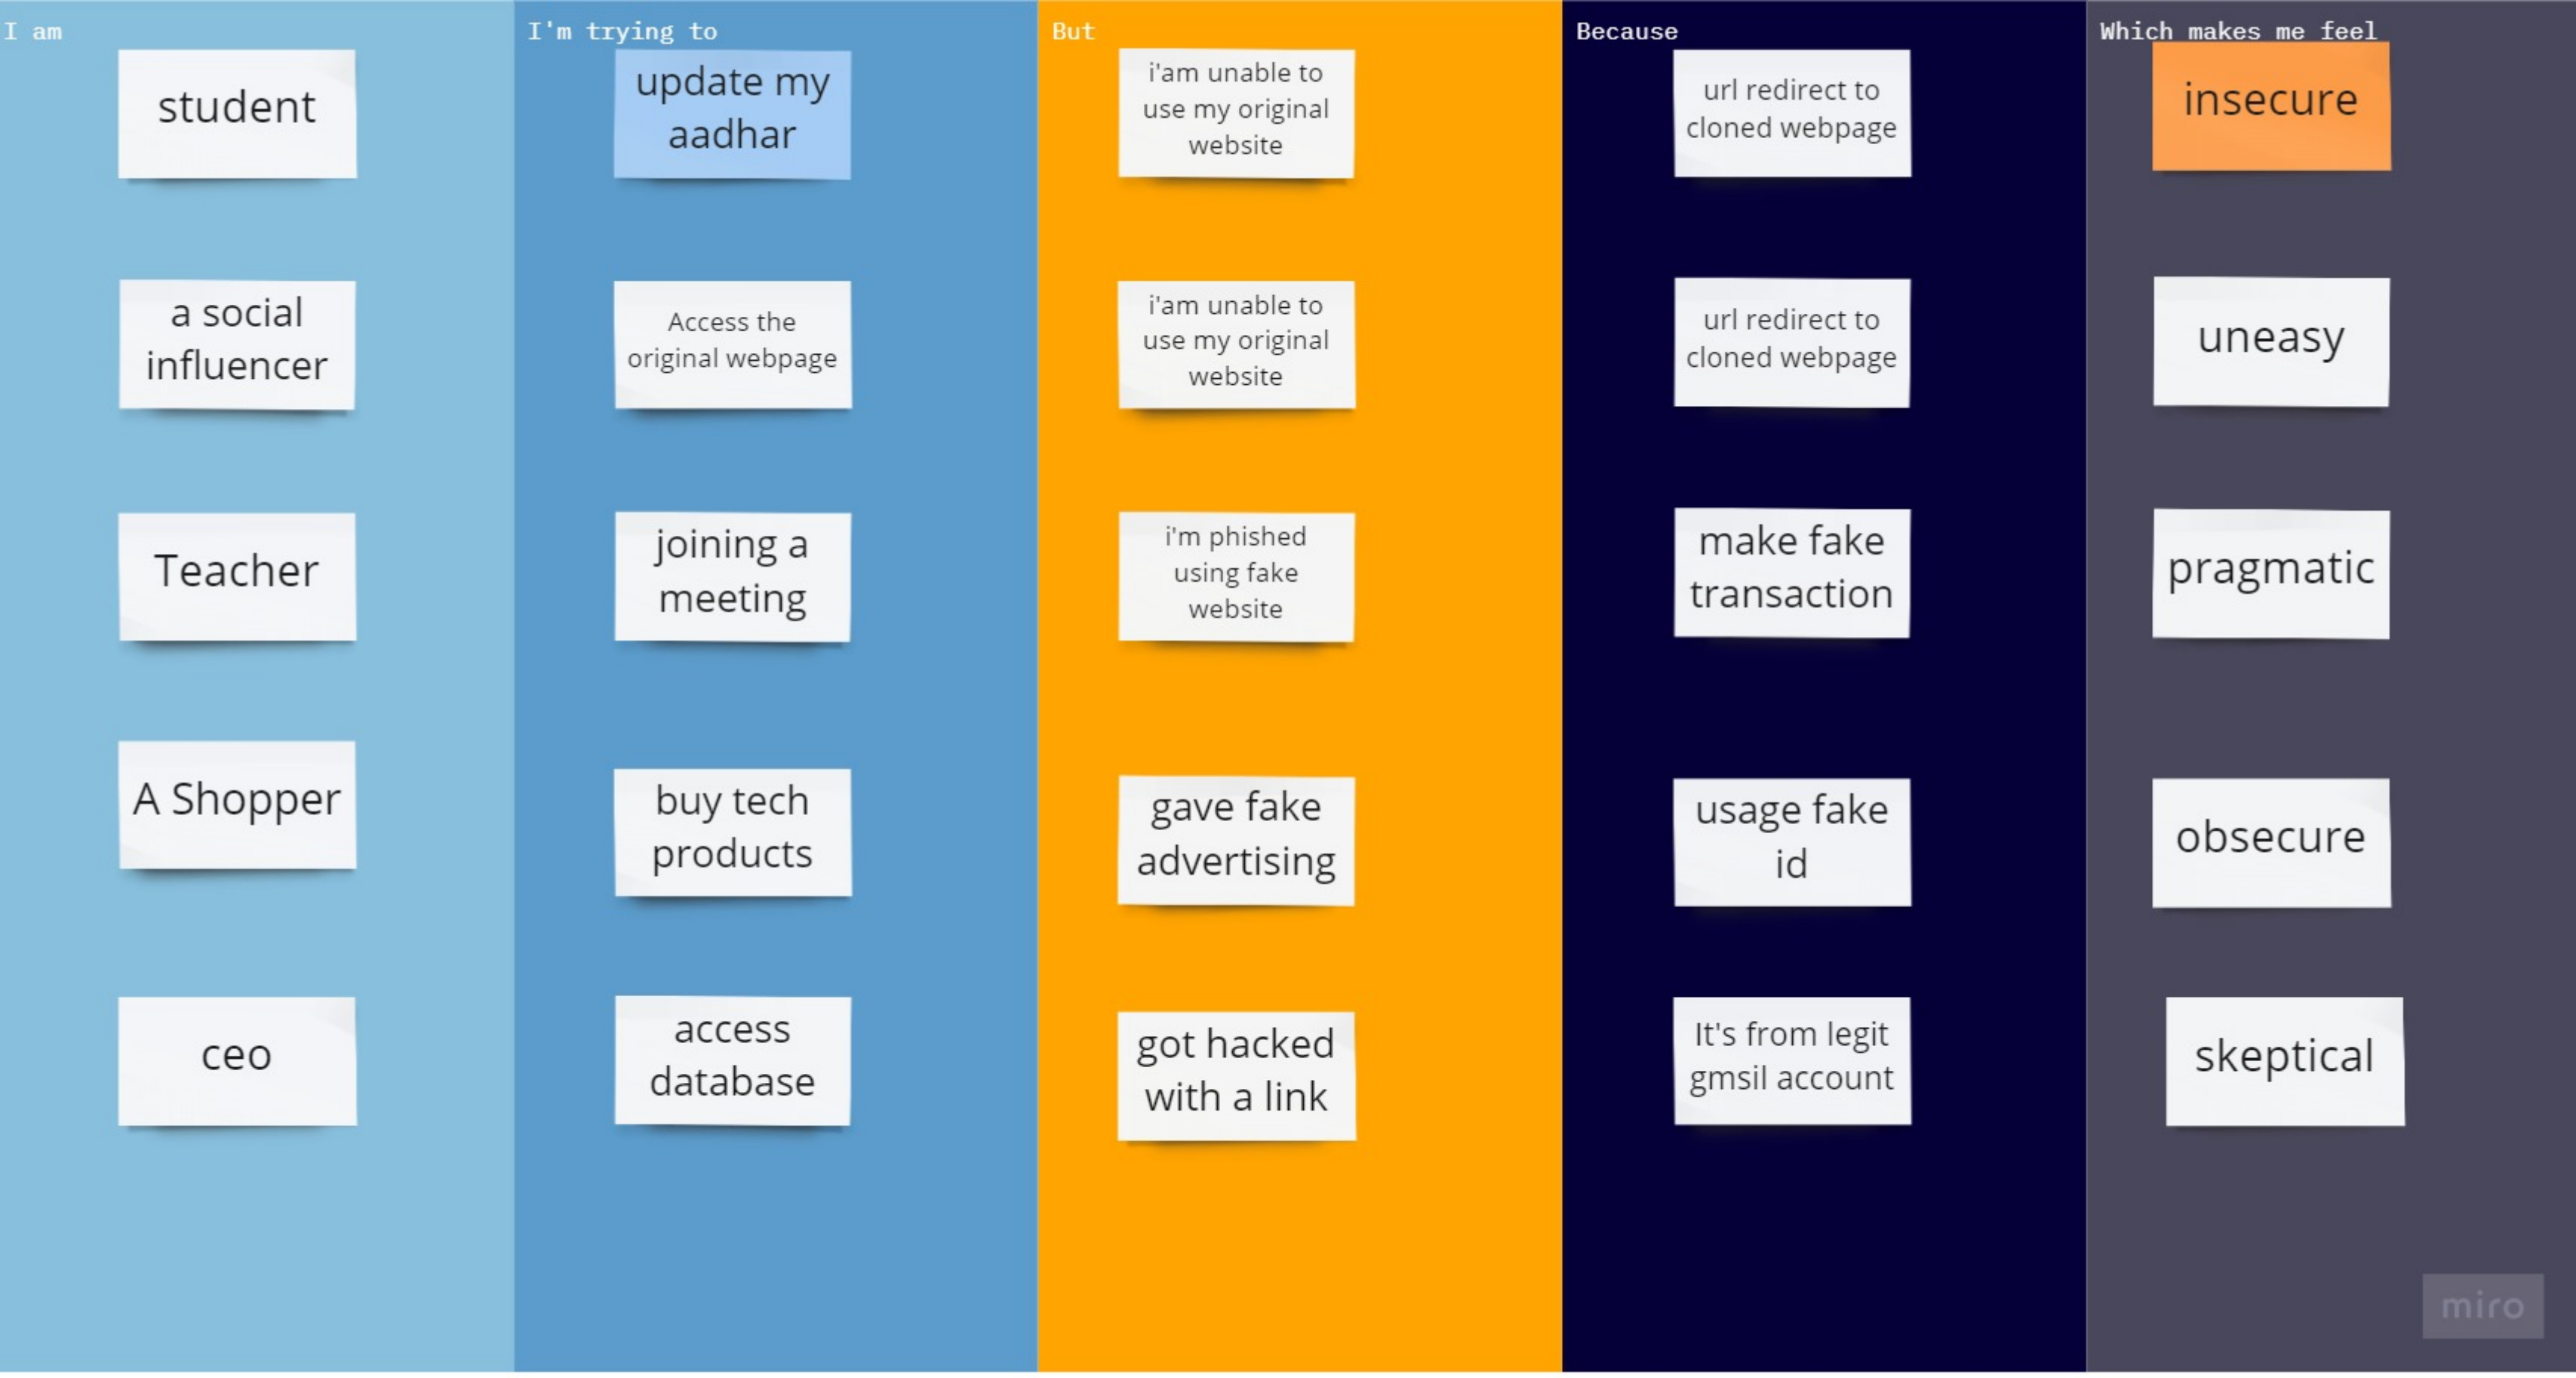 I am
I'm trying to
But
Because
Which makes me feel
student
update my
aadhar
i'am unable to
use my original
website
url redirect to
cloned webpage
insecure
a social
influencer
Access the
original webpage
i'am unable to
use my original
website
url redirect to
cloned webpage
uneasy
Teacher
joining a
meeting
i'm phished
using fake
website
make fake
transaction
pragmatic
A Shopper
buy tech
products
gave fake
advertising
usage fake
id
obsecure
ceo
access
database
got hacked
with a link
It's from legit
gmsil account
skeptical
miro